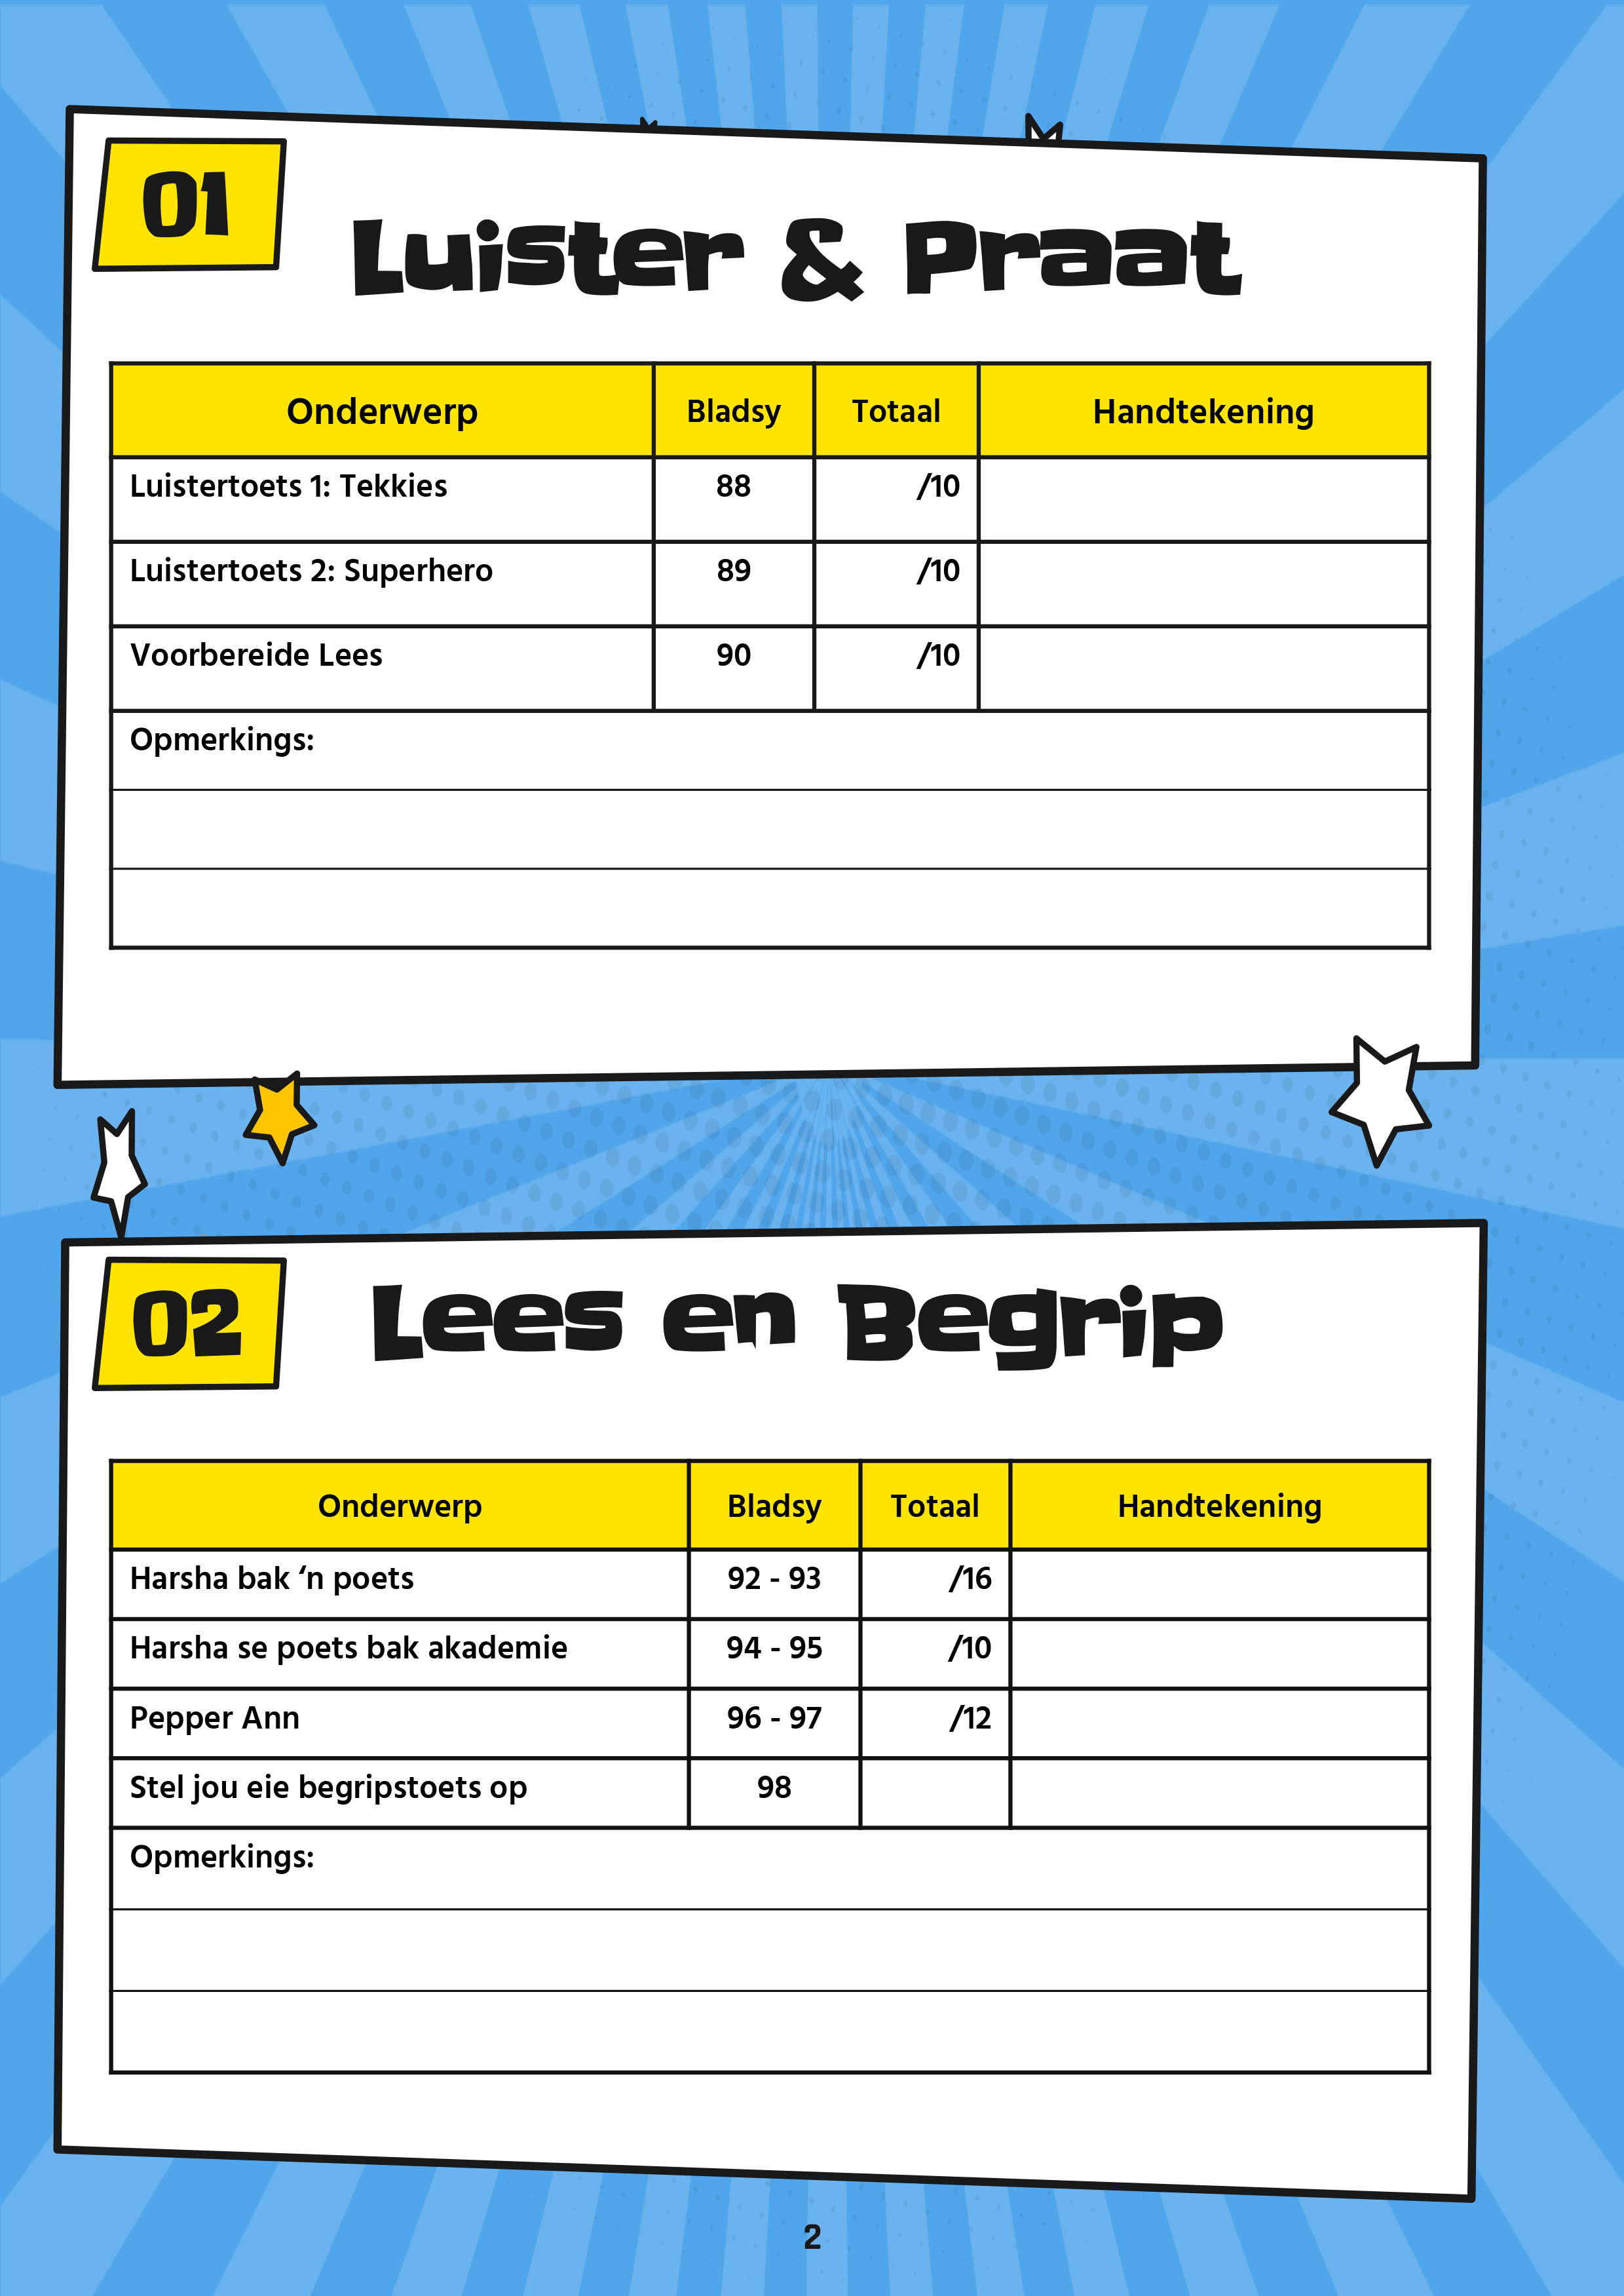 01
Luister & Praat
Onderwerp Bladsy Totaal Handtekening
Luistertoets 1: Tekkies 88 /10
Luistertoets 2: Superhero 89 /10
Voorbereide Lees 90 /10
Opmerkings:
02
Lees en Begrip
Onderwerp Bladsy Totaal Handtekening
Harsha bak ‘n poets 92 - 93 /16
Harsha se poets bak akademie 94 - 95 /10
Pepper Ann 96 - 97 /12
Stel jou eie begripstoets op 98
Opmerkings:
2